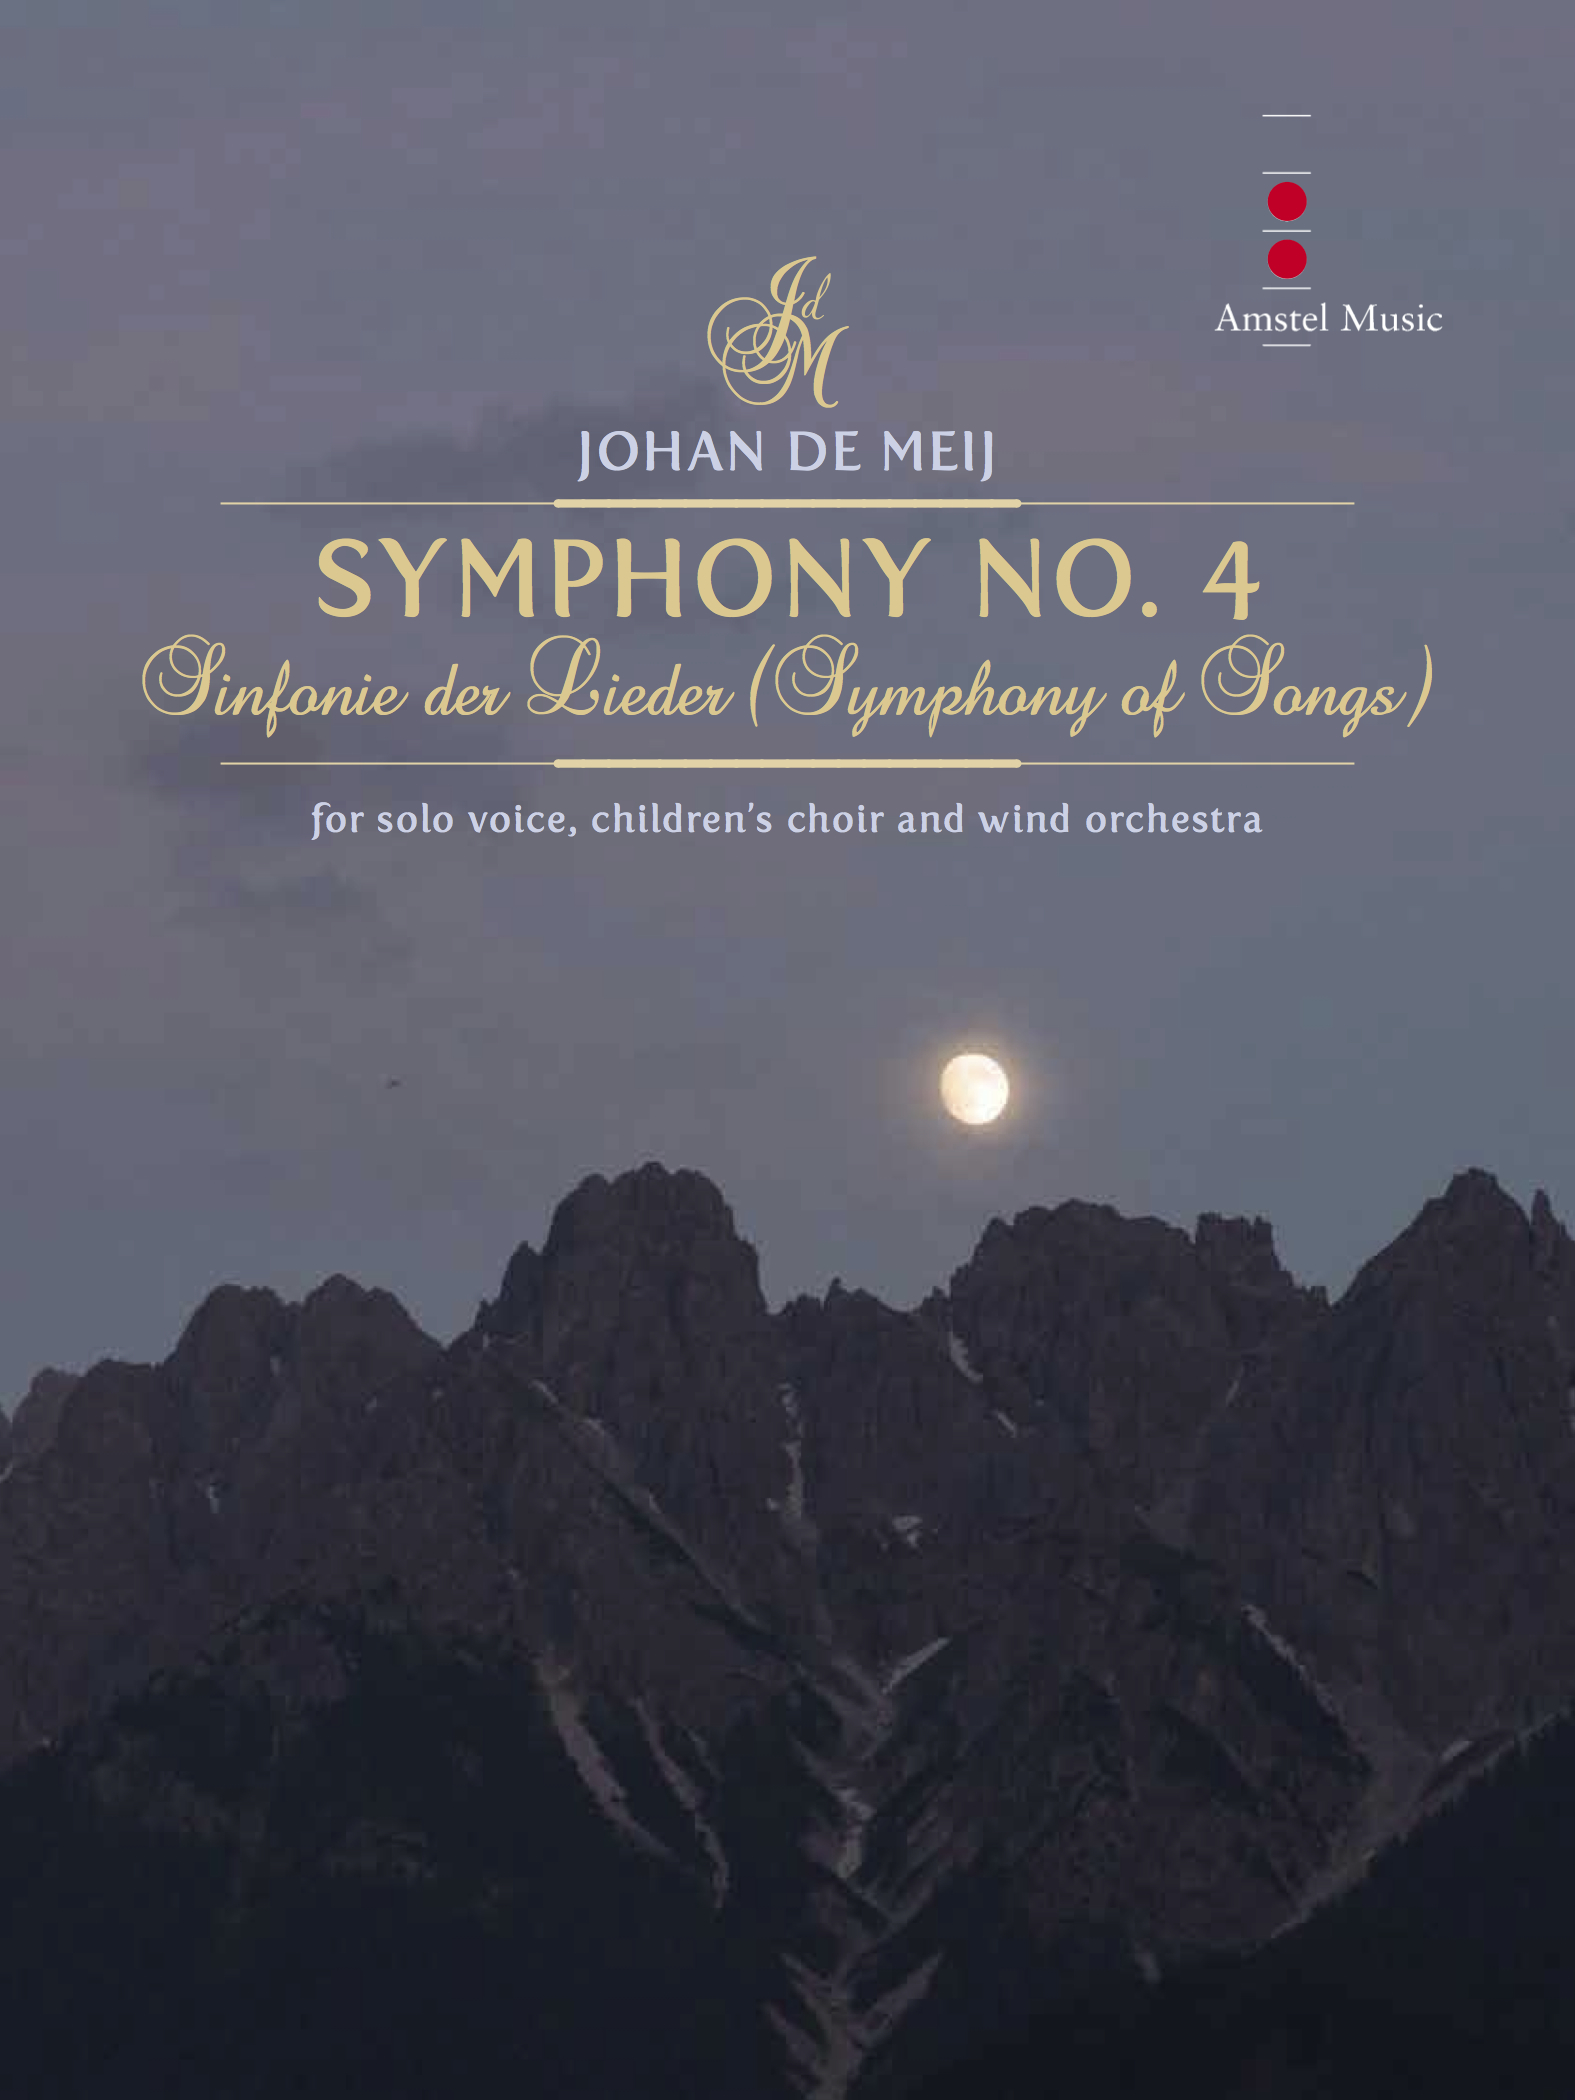 Amstel Music
JdM
JOHAN DE MEIJ
SYMPHONY NO. 4
Sinfonie der Lieder (Symphony of Songs)
for solo voice, children's choir and wind orchestra